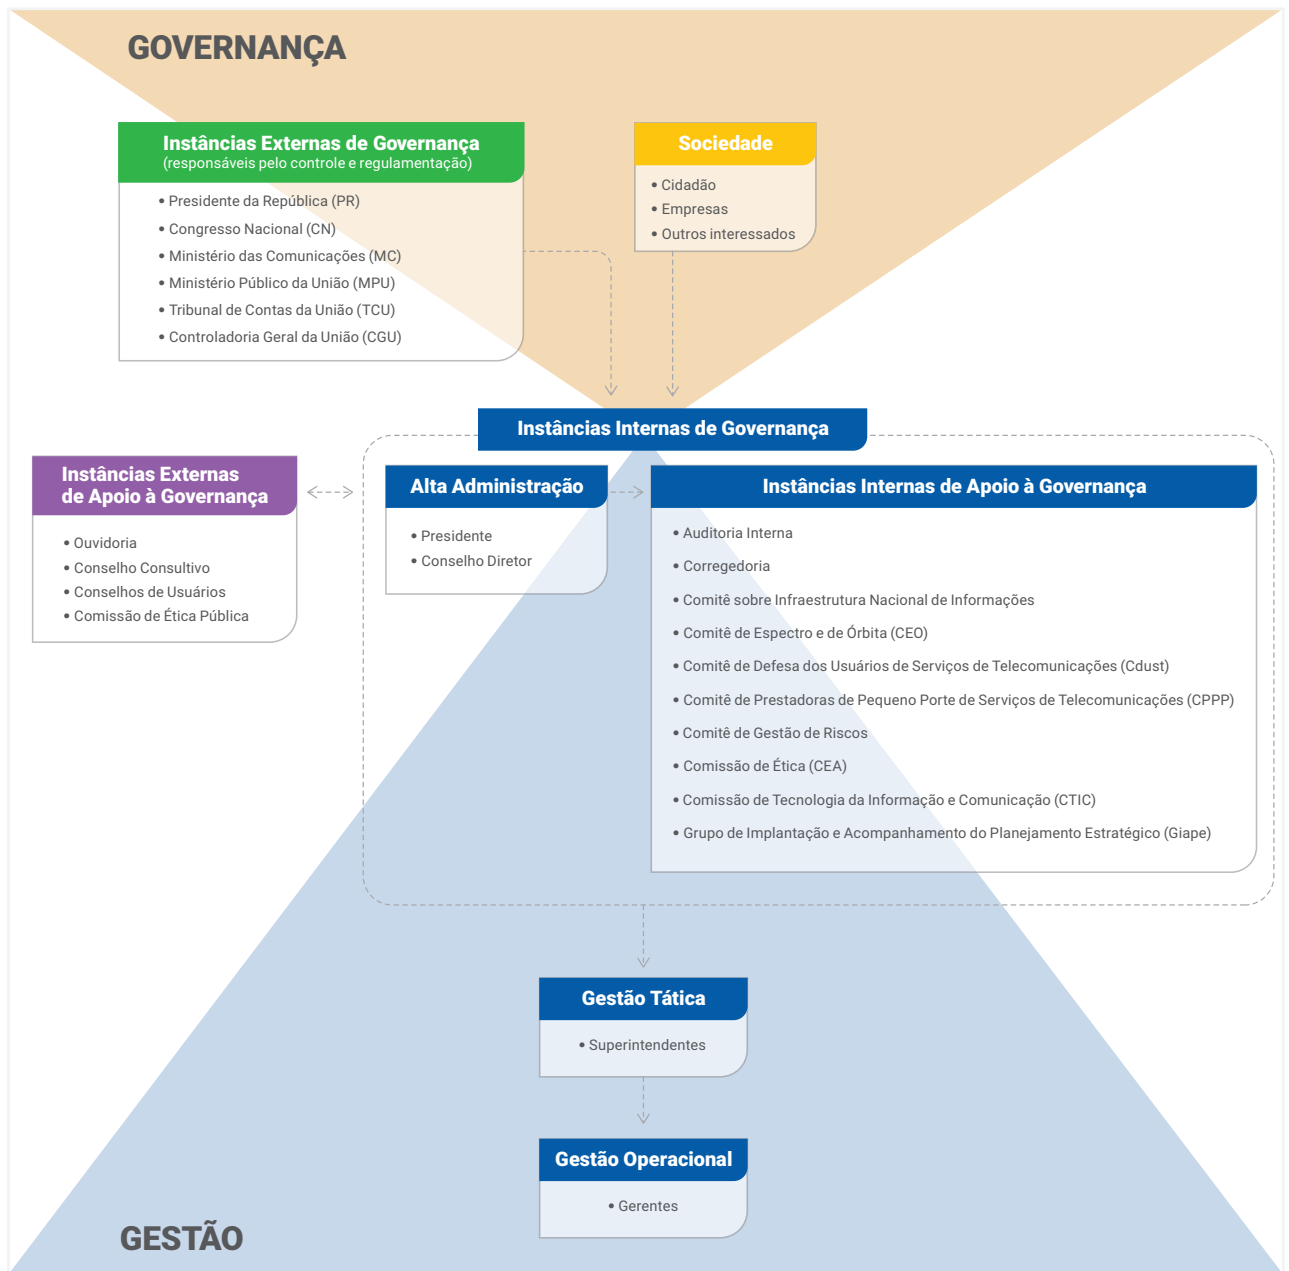 GOVERNANÇA
Instâncias Externas de Governança
(responsáveis pelo controle e regulamentação)
• Presidente da República (PR)
• Congresso Nacional (CN)
• Ministério das Comunicações (MC)
• Ministério Público da União (MPU)
• Tribunal de Contas da União (TCU)
• Controladoria Geral da União (CGU)
Sociedade
• Cidadão
• Empresas
• Outros interessados
Instâncias Internas de Governança
Instâncias Externas
de Apoio à Governança
• Ouvidoria
• Conselho Consultivo
• Conselhos de Usuários
• Comissão de Ética Pública
Alta Administração
• Presidente
• Conselho Diretor
Instâncias Internas de Apoio à Governança
• Auditoria Interna
• Corregedoria
• Comitê sobre Infraestrutura Nacional de Informações
• Comitê de Espectro e de Órbita (CEO)
• Comitê de Defesa dos Usuários de Serviços de Telecomunicações (Cdust)
• Comitê de Prestadoras de Pequeno Porte de Serviços de Telecomunicações (CPPP)
• Comitê de Gestão de Riscos
• Comissão de Ética (CEA)
• Comissão de Tecnologia da Informação e Comunicação (CTIC)
• Grupo de Implantação e Acompanhamento do Planejamento Estratégico (Giape)
Gestão Tática
• Superintendentes
Gestão Operacional
• Gerentes
GESTÃO